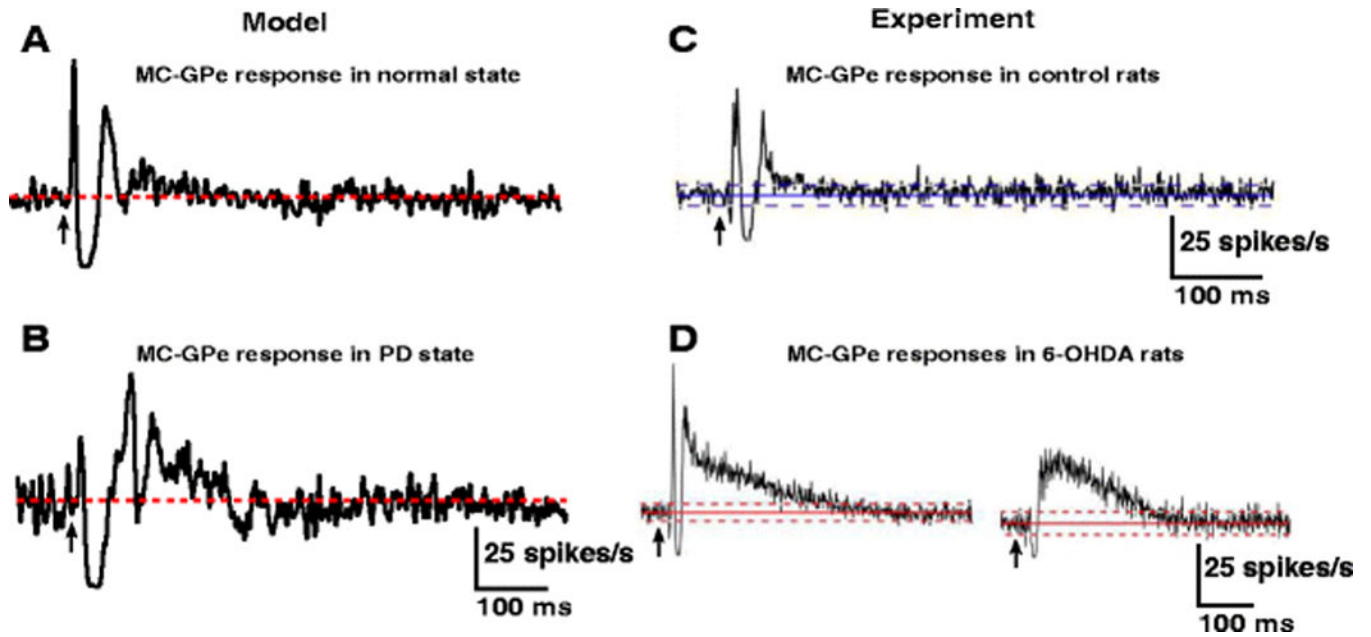 Model
Experiment
A
MC-GPe response in normal state
C
MC-GPe response in control rats
25 spikes/s
100 ms
B
MC-GPe response in PD state
25 spikes/s
100 ms
D
MC-GPe responses in 6-OHDA rats
25 spikes/s
100 ms